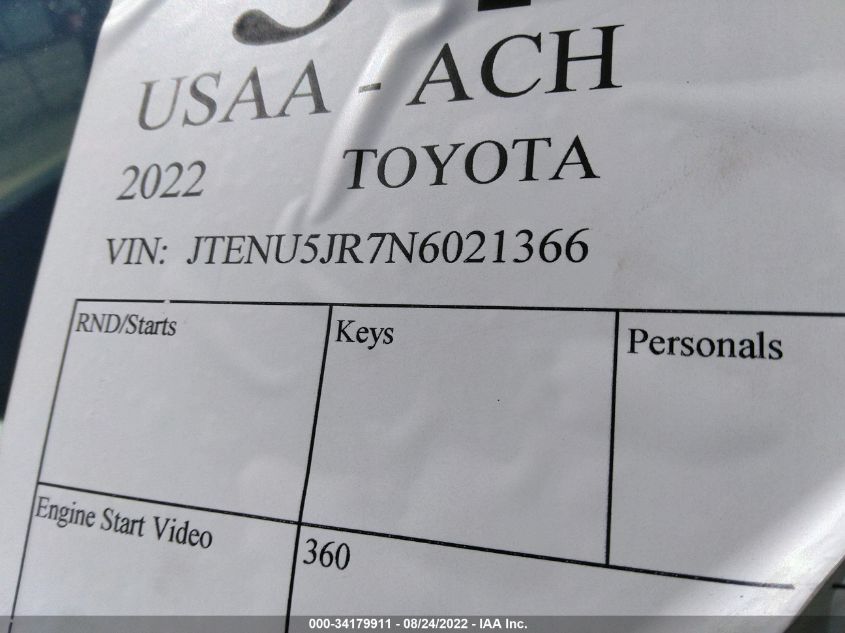 USAA - ACH
2022 TOYOTA
VIN: JTENU5JR7N6021366
RND/Starts Keys Personals
Engine Start Video 360
000-34179911 - 08/24/2022 - IAA Inc.